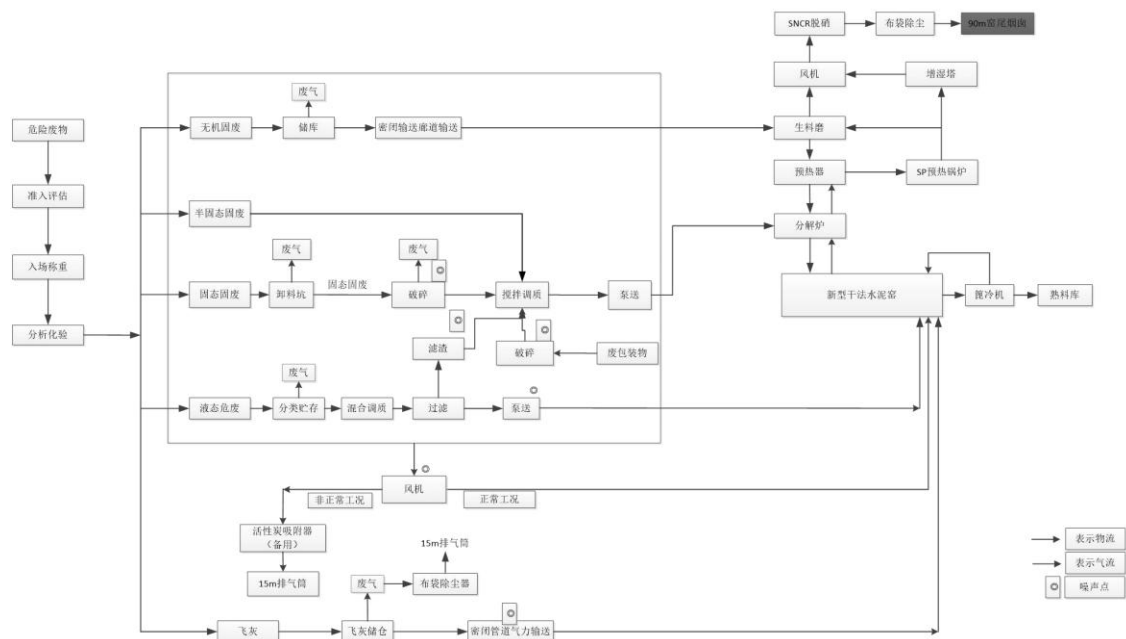 SNCR脱硝
布袋除尘
90m窑尾烟囱
风机
增湿塔
废气
危险废物
无机固废
储库
密闭输送廊道输送
生料磨
预热器
SP预热锅炉
准入评估
半固态固废
分解炉
废气
废气
入场称重
固态固废
卸料坑
固态固废
破碎
搅拌调质
泵送
新型干法水泥窑
篦冷机
熟料库
分析化验
滤渣
破碎
废包装物
废气
液态危废
分类贮存
混合调质
过滤
泵送
风机
非正常工况
正常工况
活性炭吸附器
（备用）
15m排气筒
表示物流
15m排气筒
废气
布袋除尘器
表示气流
噪声点
飞灰
飞灰储仓
密闭管道气力输送